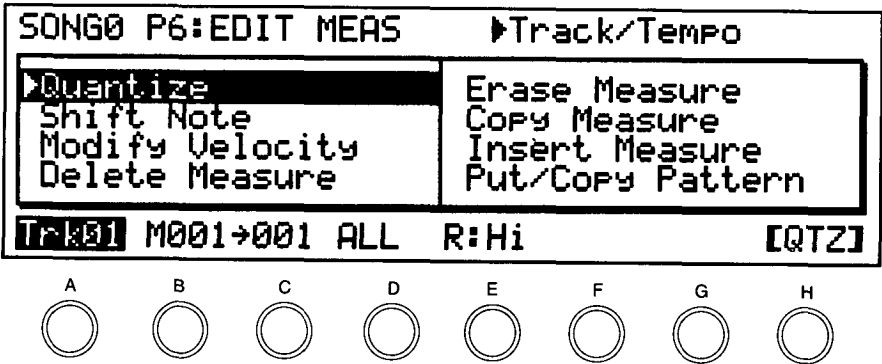 SONG0 P6:EDIT MEAS ▶Track/Tempo
▶Quantize
Shift Note
Modify Velocity
Delete Measure
Erase Measure
Copy Measure
Insert Measure
Put/Copy Pattern
Trk01 M001→001 ALL R:Hi [QTZ]
A B C D E F G H